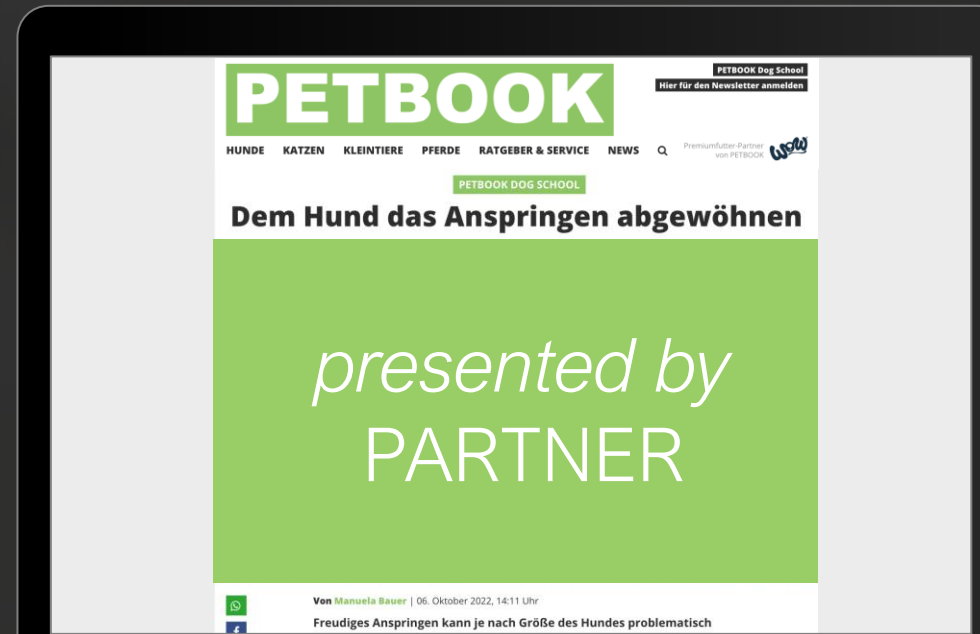 PETBOOK
PETBOOK Dog School
Hier für den Newsletter anmelden
HUNDE KATZEN KLEINTIERE PFERDE RATGEBER & SERVICE NEWS
Premiumfutter-Partner
von PETBOOK
WOW
PETBOOK DOG SCHOOL
Dem Hund das Anspringen abgewöhnen
presented by
PARTNER
Von Manuela Bauer | 06. Oktober 2022, 14:11 Uhr
Freudiges Anspringen kann je nach Größe des Hundes problematisch